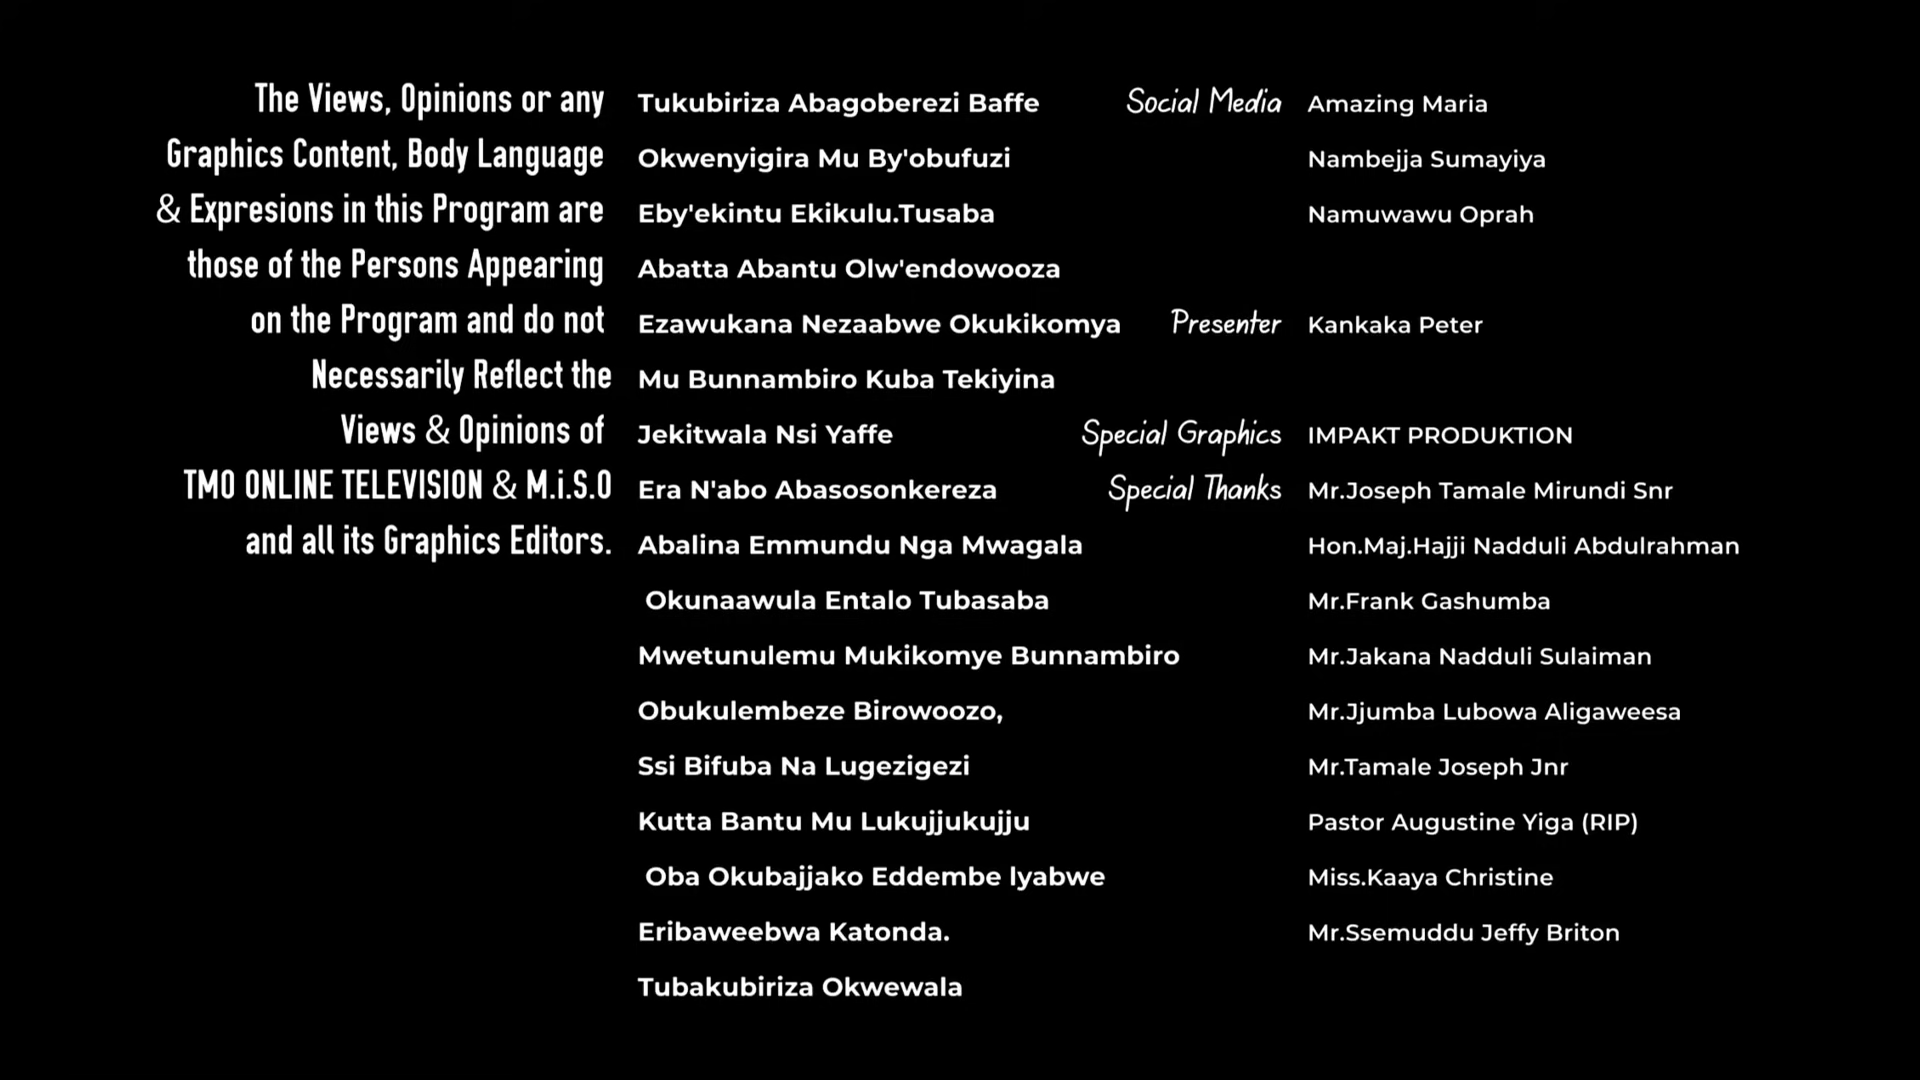 The Views, Opinions or any
Graphics Content, Body Language
& Expresions in this Program are
those of the Persons Appearing
on the Program and do not
Necessarily Reflect the
Views & Opinions of
TMO ONLINE TELEVISION & M.i.S.O
and all its Graphics Editors.
Tukubiriza Abagoberezi Baffe
Okwenyigira Mu By'obufuzi
Eby'ekintu Ekikulu.Tusaba
Abatta Abantu Olw'endowooza
Ezawukana Nezaabwe Okukikomya
Mu Bunnambiro Kuba Tekiyina
Jekitwala Nsi Yaffe
Era N'abo Abasosonkereza
Abalina Emmundu Nga Mwagala
Okunaawula Entalo Tubasaba
Mwetunulemu Mukikomye Bunnambiro
Obukulembeze Birowoozo,
Ssi Bifuba Na Lugezigezi
Kutta Bantu Mu Lukujjukujju
Oba Okubajjako Eddembe lyabwe
Eribaweebwa Katonda.
Tubakubiriza Okwewala
Social Media Amazing Maria
Nambejja Sumayiya
Namuwawu Oprah
Presenter Kankaka Peter
Special Graphics IMPAKT PRODUKTION
Special Thanks Mr.Joseph Tamale Mirundi Snr
Hon.Maj.Hajji Nadduli Abdulrahman
Mr.Frank Gashumba
Mr.Jakana Nadduli Sulaiman
Mr.Jjumba Lubowa Aligaweesa
Mr.Tamale Joseph Jnr
Pastor Augustine Yiga (RIP)
Miss.Kaaya Christine
Mr.Ssemuddu Jeffy Briton